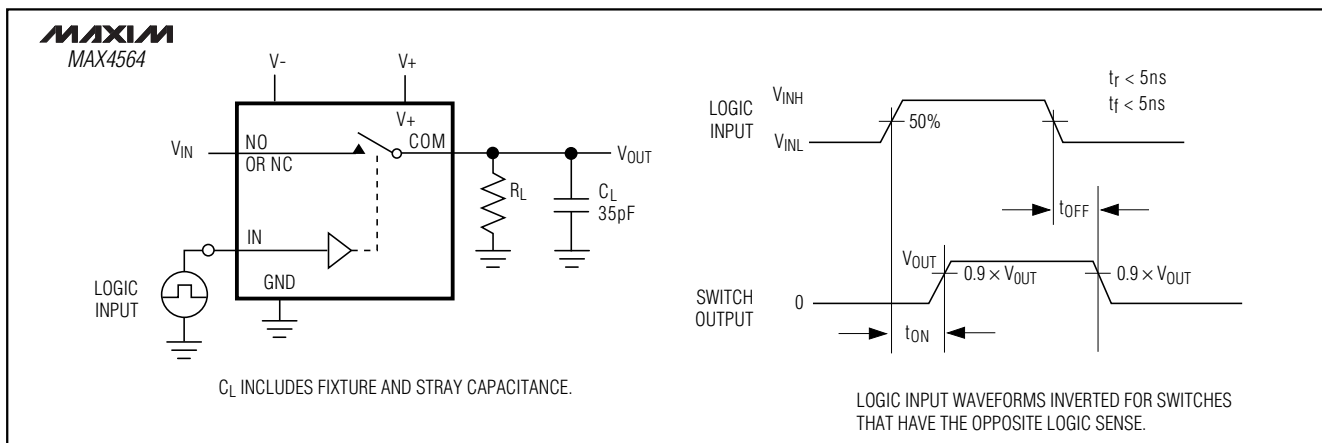 MAXIM
MAX4564
V-
V+
V+
VIN
NO
OR NC
COM
VOUT
RL
CL
35pF
IN
GND
LOGIC
INPUT
CL INCLUDES FIXTURE AND STRAY CAPACITANCE.
LOGIC
INPUT
VINH
VINL
50%
tr < 5ns
tf < 5ns
tOFF
VOUT
0.9 × VOUT
0.9 × VOUT
SWITCH
OUTPUT
0
tON
LOGIC INPUT WAVEFORMS INVERTED FOR SWITCHES
THAT HAVE THE OPPOSITE LOGIC SENSE.